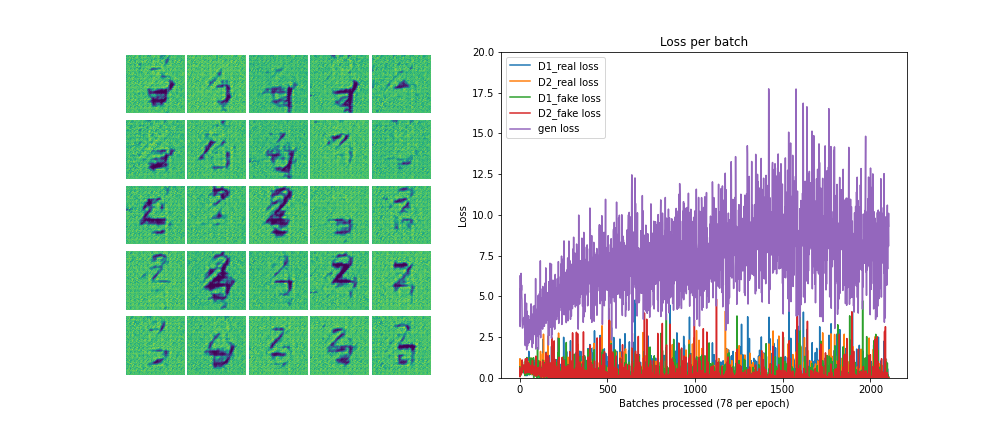 Loss per batch
20.0
17.5
15.0
12.5
10.0
7.5
5.0
2.5
0.0
Loss
D1_real loss
D2_real loss
D1_fake loss
D2_fake loss
gen loss
0 500 1000 1500 2000
Batches processed (78 per epoch)